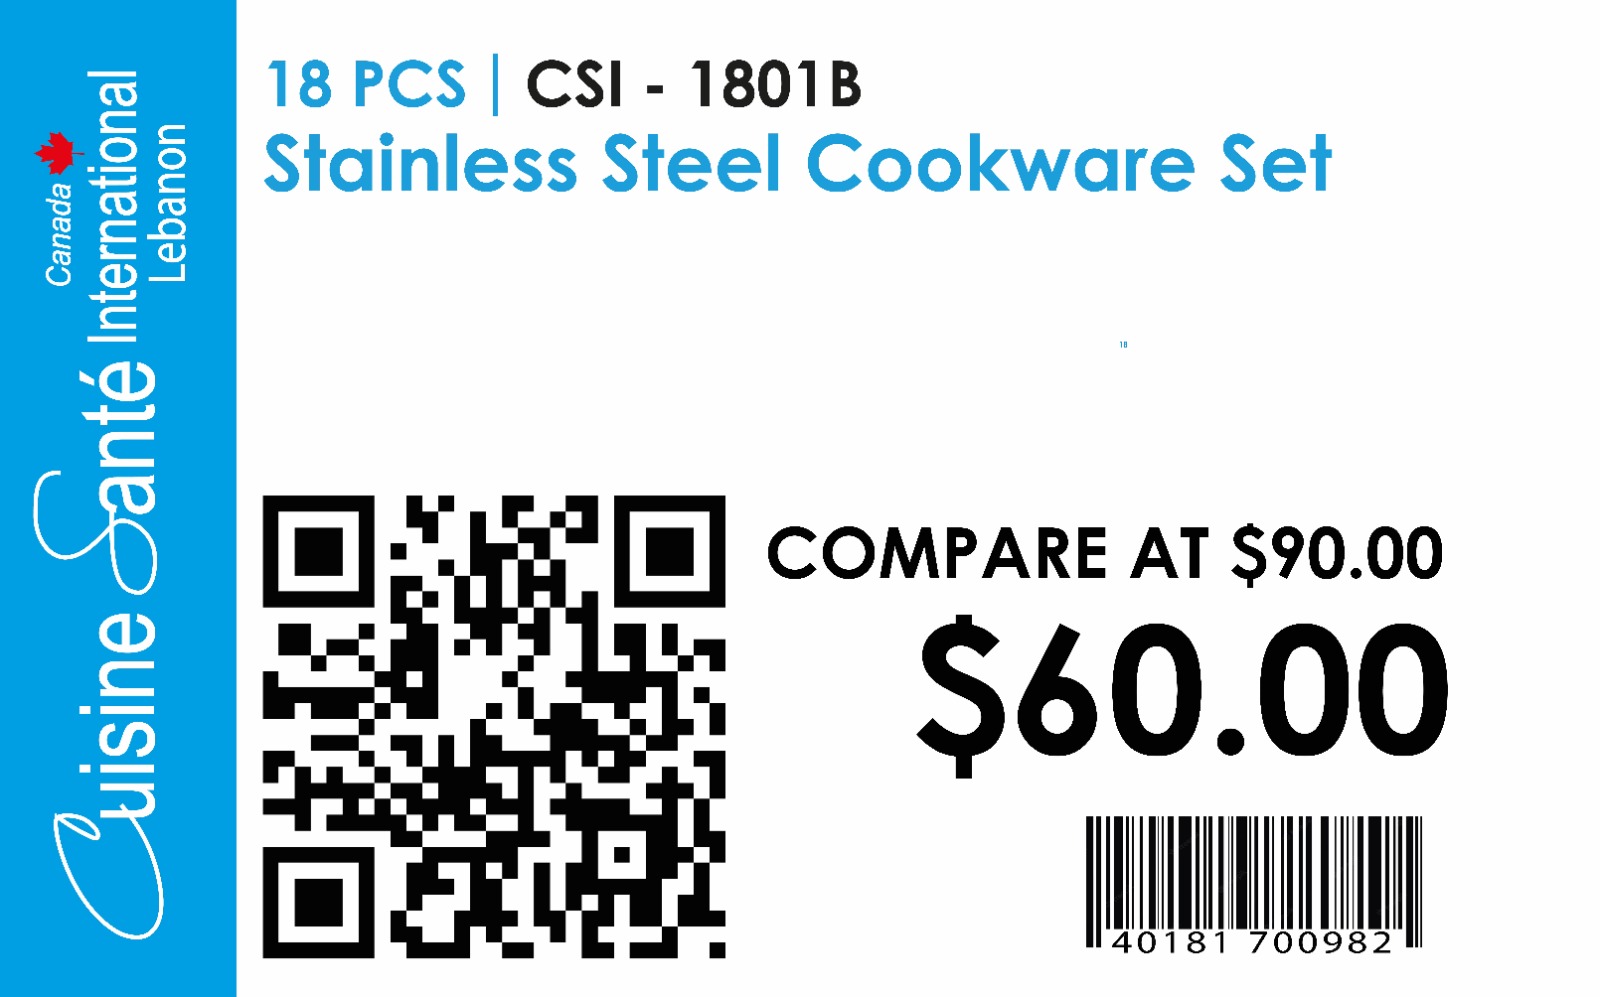 Canada
Cuisine Santé International
Lebanon
18 PCS | CSI - 1801B
Stainless Steel Cookware Set
18
COMPARE AT $90.00
$60.00
40181 700982